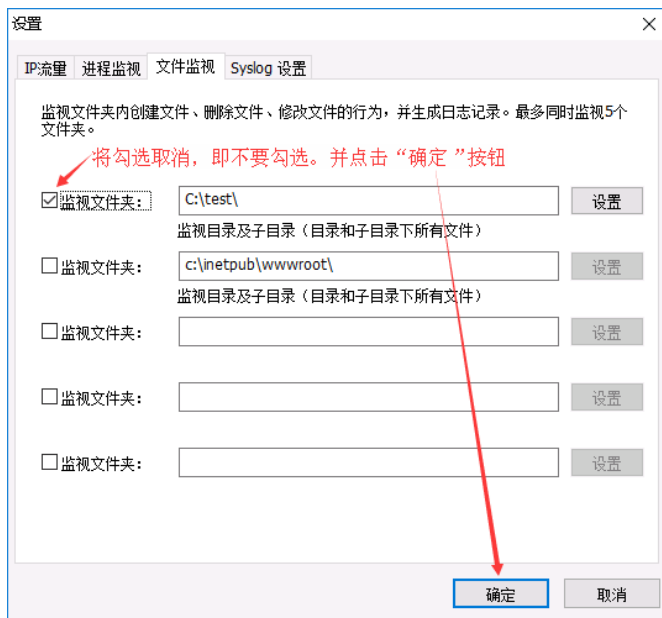 设置
IP流量 进程监视 文件监视 Syslog 设置
监视文件夹内创建文件、删除文件、修改文件的行为，并生成日志记录。最多同时监视5个
文件夹。
将勾选取消，即不要勾选。并点击“确定 ”按钮
监视文件夹： C:\test\ 设置
监视目录及子目录（目录和子目录下所有文件）
监视文件夹： c:\inetpub\wwwroot\ 设置
监视目录及子目录（目录和子目录下所有文件）
监视文件夹： 设置
监视文件夹： 设置
监视文件夹： 设置
确定 取消